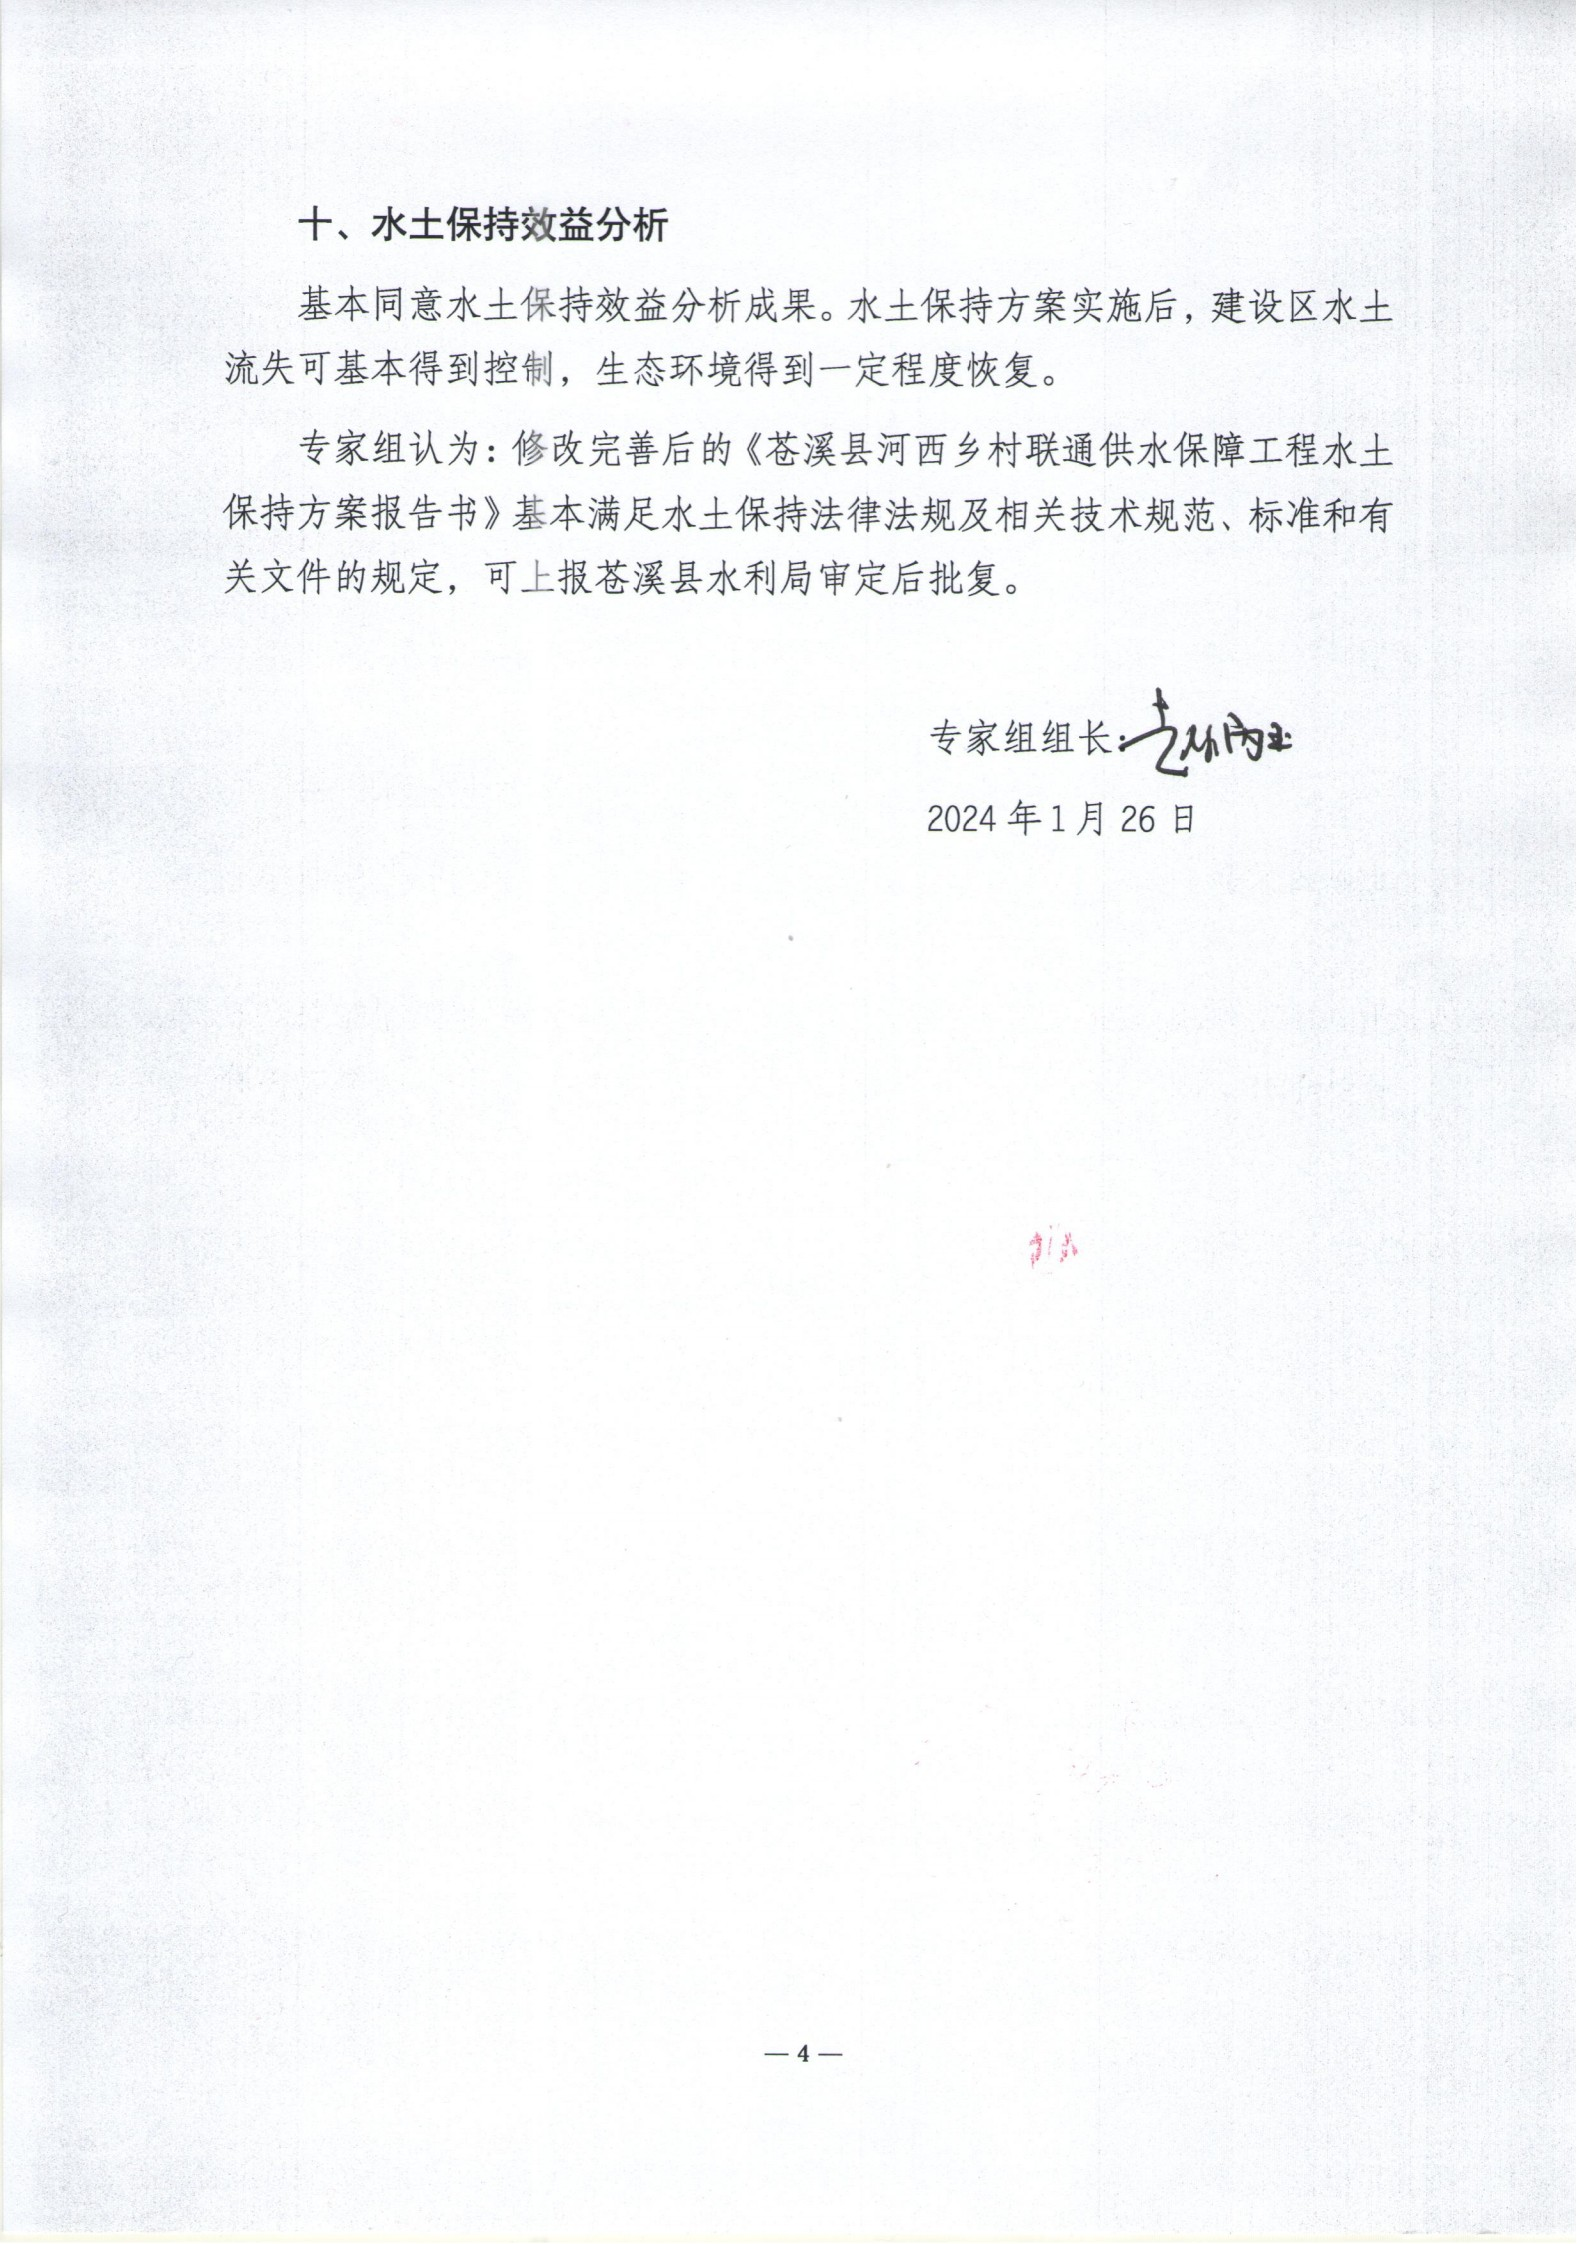 十、水土保持效益分析
基本同意水土保持效益分析成果。水土保持方案实施后，建设区水土
流失可基本得到控制，生态环境得到一定程度恢复。
专家组认为：修改完善后的《苍溪县河西乡村联通供水保障工程水土
保持方案报告书》基本满足水土保持法律法规及相关技术规范、标准和有
关文件的规定，可上报苍溪县水利局审定后批复。
专家组组长：
2024 年 1 月 26 日
— 4 —